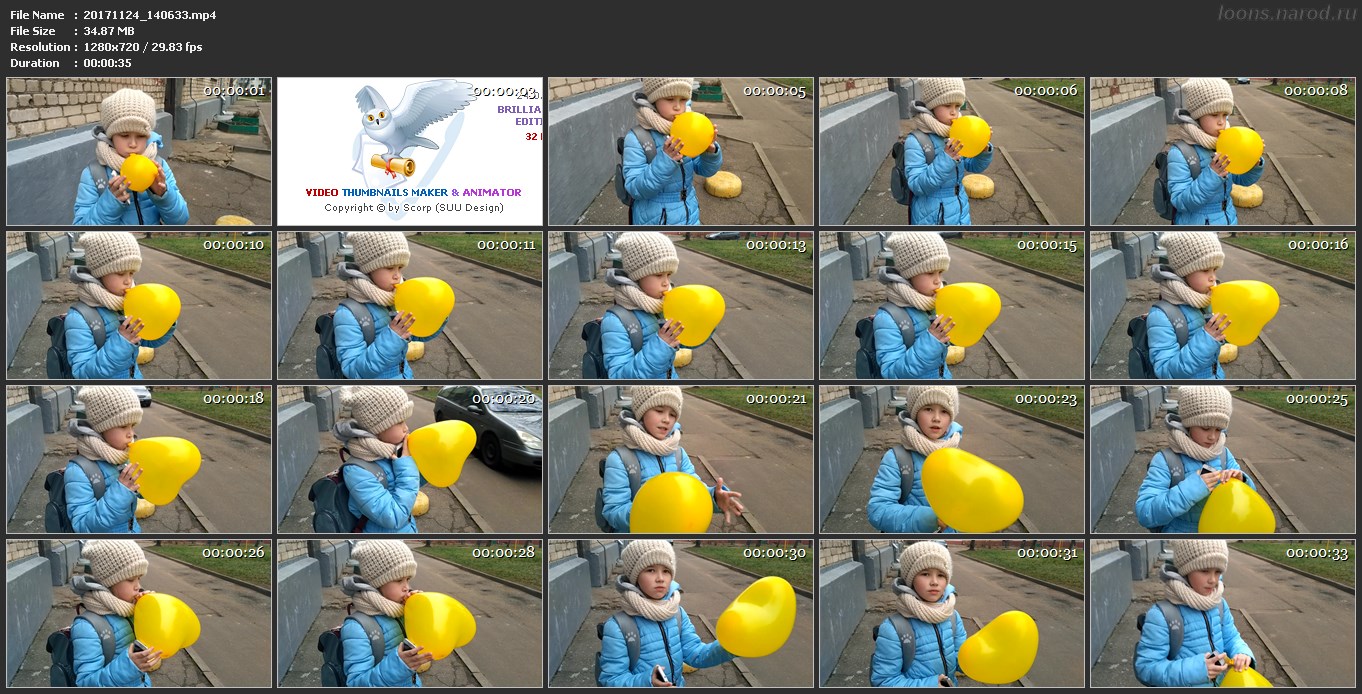 File Name : 20171124_140633.mp4
loons.narod.ru
File Size : 34.87 MB
Resolution : 1280x720 / 29.83 fps
Duration : 00:00:35
00:00:01
00:00:03
00:00:05
00:00:06
00:00:08
BRILLIA
EDITI
32
VIDEO THUMBNAILS MAKER & ANIMATOR
Copyright © by Scorp (SUU Design)
00:00:10
00:00:11
00:00:13
00:00:15
00:00:16
00:00:18
00:00:20
00:00:21
00:00:23
00:00:25
00:00:26
00:00:28
00:00:30
00:00:31
00:00:33